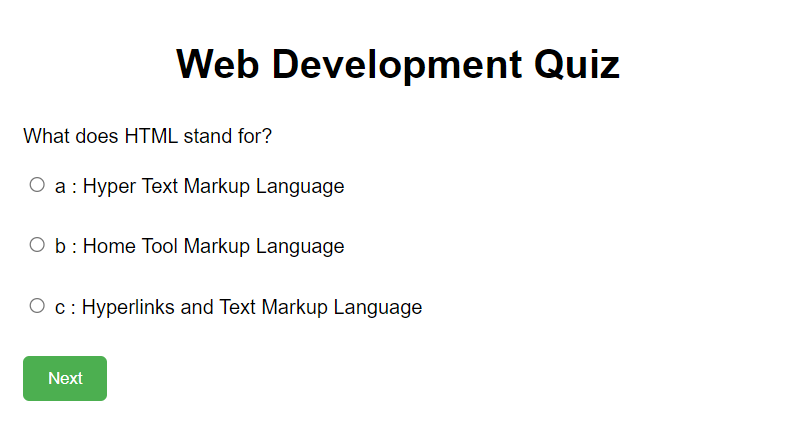 Web Development Quiz
What does HTML stand for?
a : Hyper Text Markup Language
b : Home Tool Markup Language
c : Hyperlinks and Text Markup Language
Next